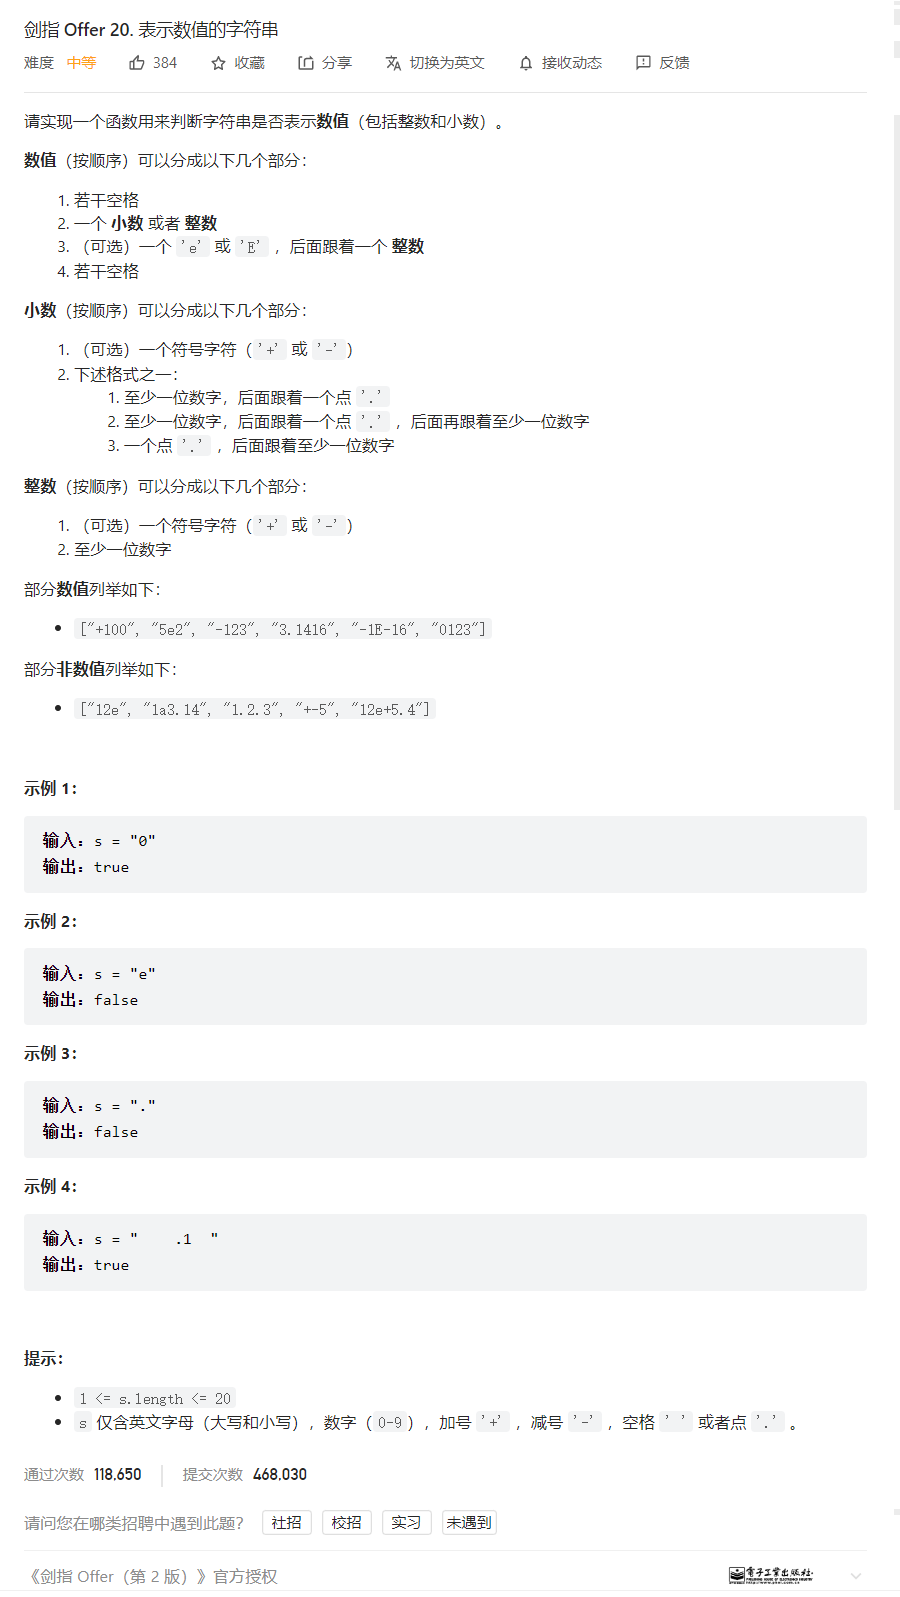 剑指 Offer 20. 表示数值的字符串
难度 中等 384 收藏 分享 切换为英文 接收动态 反馈
请实现一个函数用来判断字符串是否表示数值（包括整数和小数）。
数值（按顺序）可以分成以下几个部分：
1. 若干空格
2. 一个 小数 或者 整数
3. （可选）一个 'e' 或 'E' ，后面跟着一个 整数
4. 若干空格
小数（按顺序）可以分成以下几个部分：
1. （可选）一个符号字符（'+' 或 '-'）
2. 下述格式之一：
1. 至少一位数字，后面跟着一个点 '.'
2. 至少一位数字，后面跟着一个点 '.' ，后面再跟着至少一位数字
3. 一个点 '.' ，后面跟着至少一位数字
整数（按顺序）可以分成以下几个部分：
1. （可选）一个符号字符（'+' 或 '-'）
2. 至少一位数字
部分数值列举如下：
• ["+100", "5e2", "-123", "3.1416", "-1E-16", "0123"]
部分非数值列举如下：
• ["12e", "1a3.14", "1.2.3", "+-5", "12e+5.4"]
示例 1：
输入：s = "0"
输出：true
示例 2：
输入：s = "e"
输出：false
示例 3：
输入：s = "."
输出：false
示例 4：
输入：s = "    .1  "
输出：true
提示：
• 1 <= s.length <= 20
• s 仅含英文字母（大写和小写），数字（0-9），加号 '+' ，减号 '-' ，空格 ' ' 或者点 '.' 。
通过次数 118,650 提交次数 468,030
请问您在哪类招聘中遇到此题？ 社招 校招 实习 未遇到
《剑指 Offer（第 2 版）》官方授权 電子工業出版社